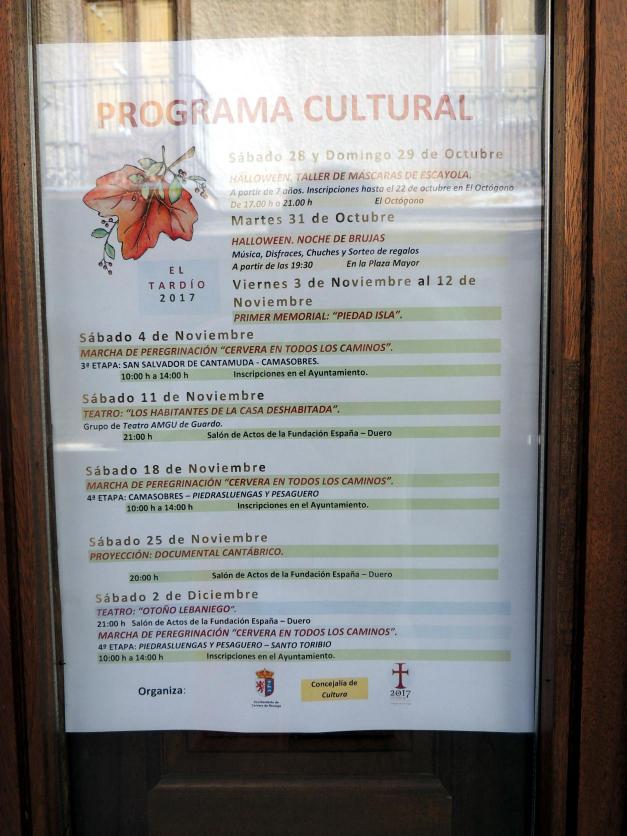 PROGRAMA CULTURAL
Sábado 28 y Domingo 29 de Octubre
HALLOWEEN. TALLER DE MASCARAS DE ESCAYOLA.
A partir de 7 años. Inscripciones hasta el 22 de octubre en El Octógono
De 17.00 h a 21.00 h El Octógono
Martes 31 de Octubre
HALLOWEEN. NOCHE DE BRUJAS
Música, Disfraces, Chuches y Sorteo de regalos
A partir de las 19:30 En la Plaza Mayor
EL
TARDÍO
2017
Viernes 3 de Noviembre al 12 de
Noviembre
PRIMER MEMORIAL: “PIEDAD ISLA”.
Sábado 4 de Noviembre
MARCHA DE PEREGRINACIÓN “CERVERA EN TODOS LOS CAMINOS”.
3ª ETAPA: SAN SALVADOR DE CANTAMUDA - CAMASOBRES.
10:00 h a 14:00 h Inscripciones en el Ayuntamiento.
Sábado 11 de Noviembre
TEATRO: “LOS HABITANTES DE LA CASA DESHABITADA”.
Grupo de Teatro AMGU de Guardo.
21:00 h Salón de Actos de la Fundación España – Duero
Sábado 18 de Noviembre
MARCHA DE PEREGRINACIÓN “CERVERA EN TODOS LOS CAMINOS”.
4ª ETAPA: CAMASOBRES – PIEDRASLUENGAS Y PESAGUERO
10:00 h a 14:00 h Inscripciones en el Ayuntamiento.
Sábado 25 de Noviembre
PROYECCIÓN: DOCUMENTAL CANTÁBRICO.
20:00 h Salón de Actos de la Fundación España – Duero
Sábado 2 de Diciembre
TEATRO: “OTOÑO LEBANIEGO”.
21:00 h Salón de Actos de la Fundación España – Duero
MARCHA DE PEREGRINACIÓN “CERVERA EN TODOS LOS CAMINOS”.
4ª ETAPA: PIEDRASLUENGAS Y PESAGUERO – SANTO TORIBIO
10:00 h a 14:00 h Inscripciones en el Ayuntamiento.
Organiza:
Ayuntamiento de
Cervera de Pisuerga
Concejalía de
Cultura
2017